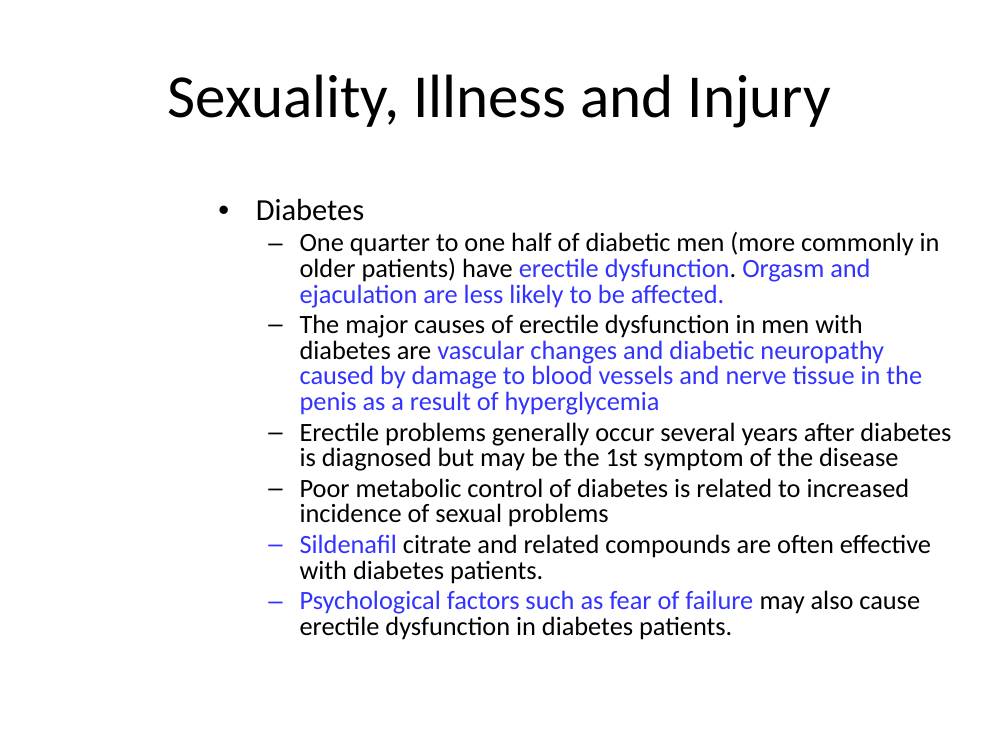 Sexuality, Illness and Injury
• Diabetes
– One quarter to one half of diabetic men (more commonly in
older patients) have erectile dysfunction. Orgasm and
ejaculation are less likely to be affected.
– The major causes of erectile dysfunction in men with
diabetes are vascular changes and diabetic neuropathy
caused by damage to blood vessels and nerve tissue in the
penis as a result of hyperglycemia
– Erectile problems generally occur several years after diabetes
is diagnosed but may be the 1st symptom of the disease
– Poor metabolic control of diabetes is related to increased
incidence of sexual problems
– Sildenafil citrate and related compounds are often effective
with diabetes patients.
– Psychological factors such as fear of failure may also cause
erectile dysfunction in diabetes patients.